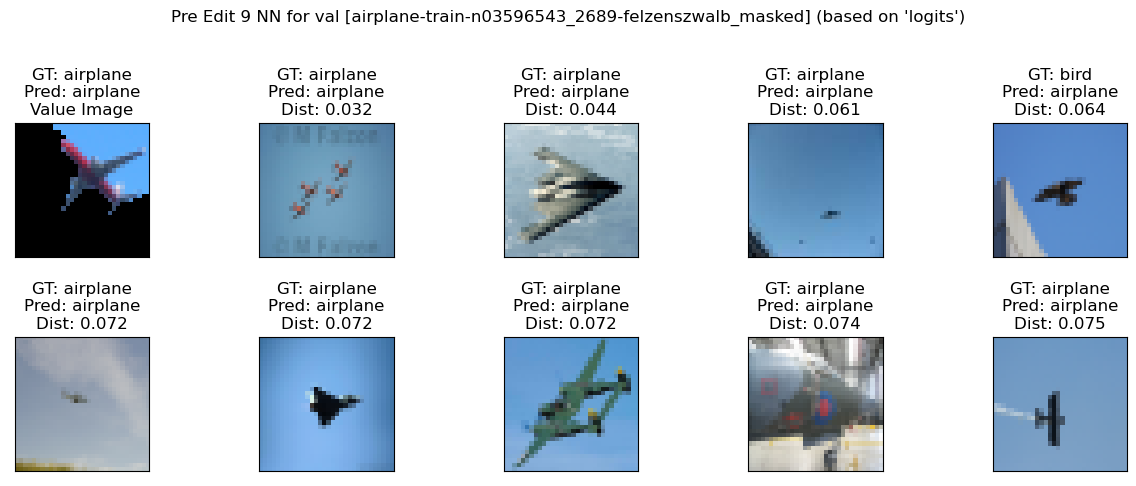 Pre Edit 9 NN for val [airplane-train-n03596543_2689-felzenszwalb_masked] (based on 'logits')
GT: airplane
Pred: airplane
Value Image
GT: airplane
Pred: airplane
Dist: 0.032
© M Falzon
© M Falzon
GT: airplane
Pred: airplane
Dist: 0.044
GT: airplane
Pred: airplane
Dist: 0.061
GT: bird
Pred: airplane
Dist: 0.064
GT: airplane
Pred: airplane
Dist: 0.072
GT: airplane
Pred: airplane
Dist: 0.072
GT: airplane
Pred: airplane
Dist: 0.072
GT: airplane
Pred: airplane
Dist: 0.074
GT: airplane
Pred: airplane
Dist: 0.075